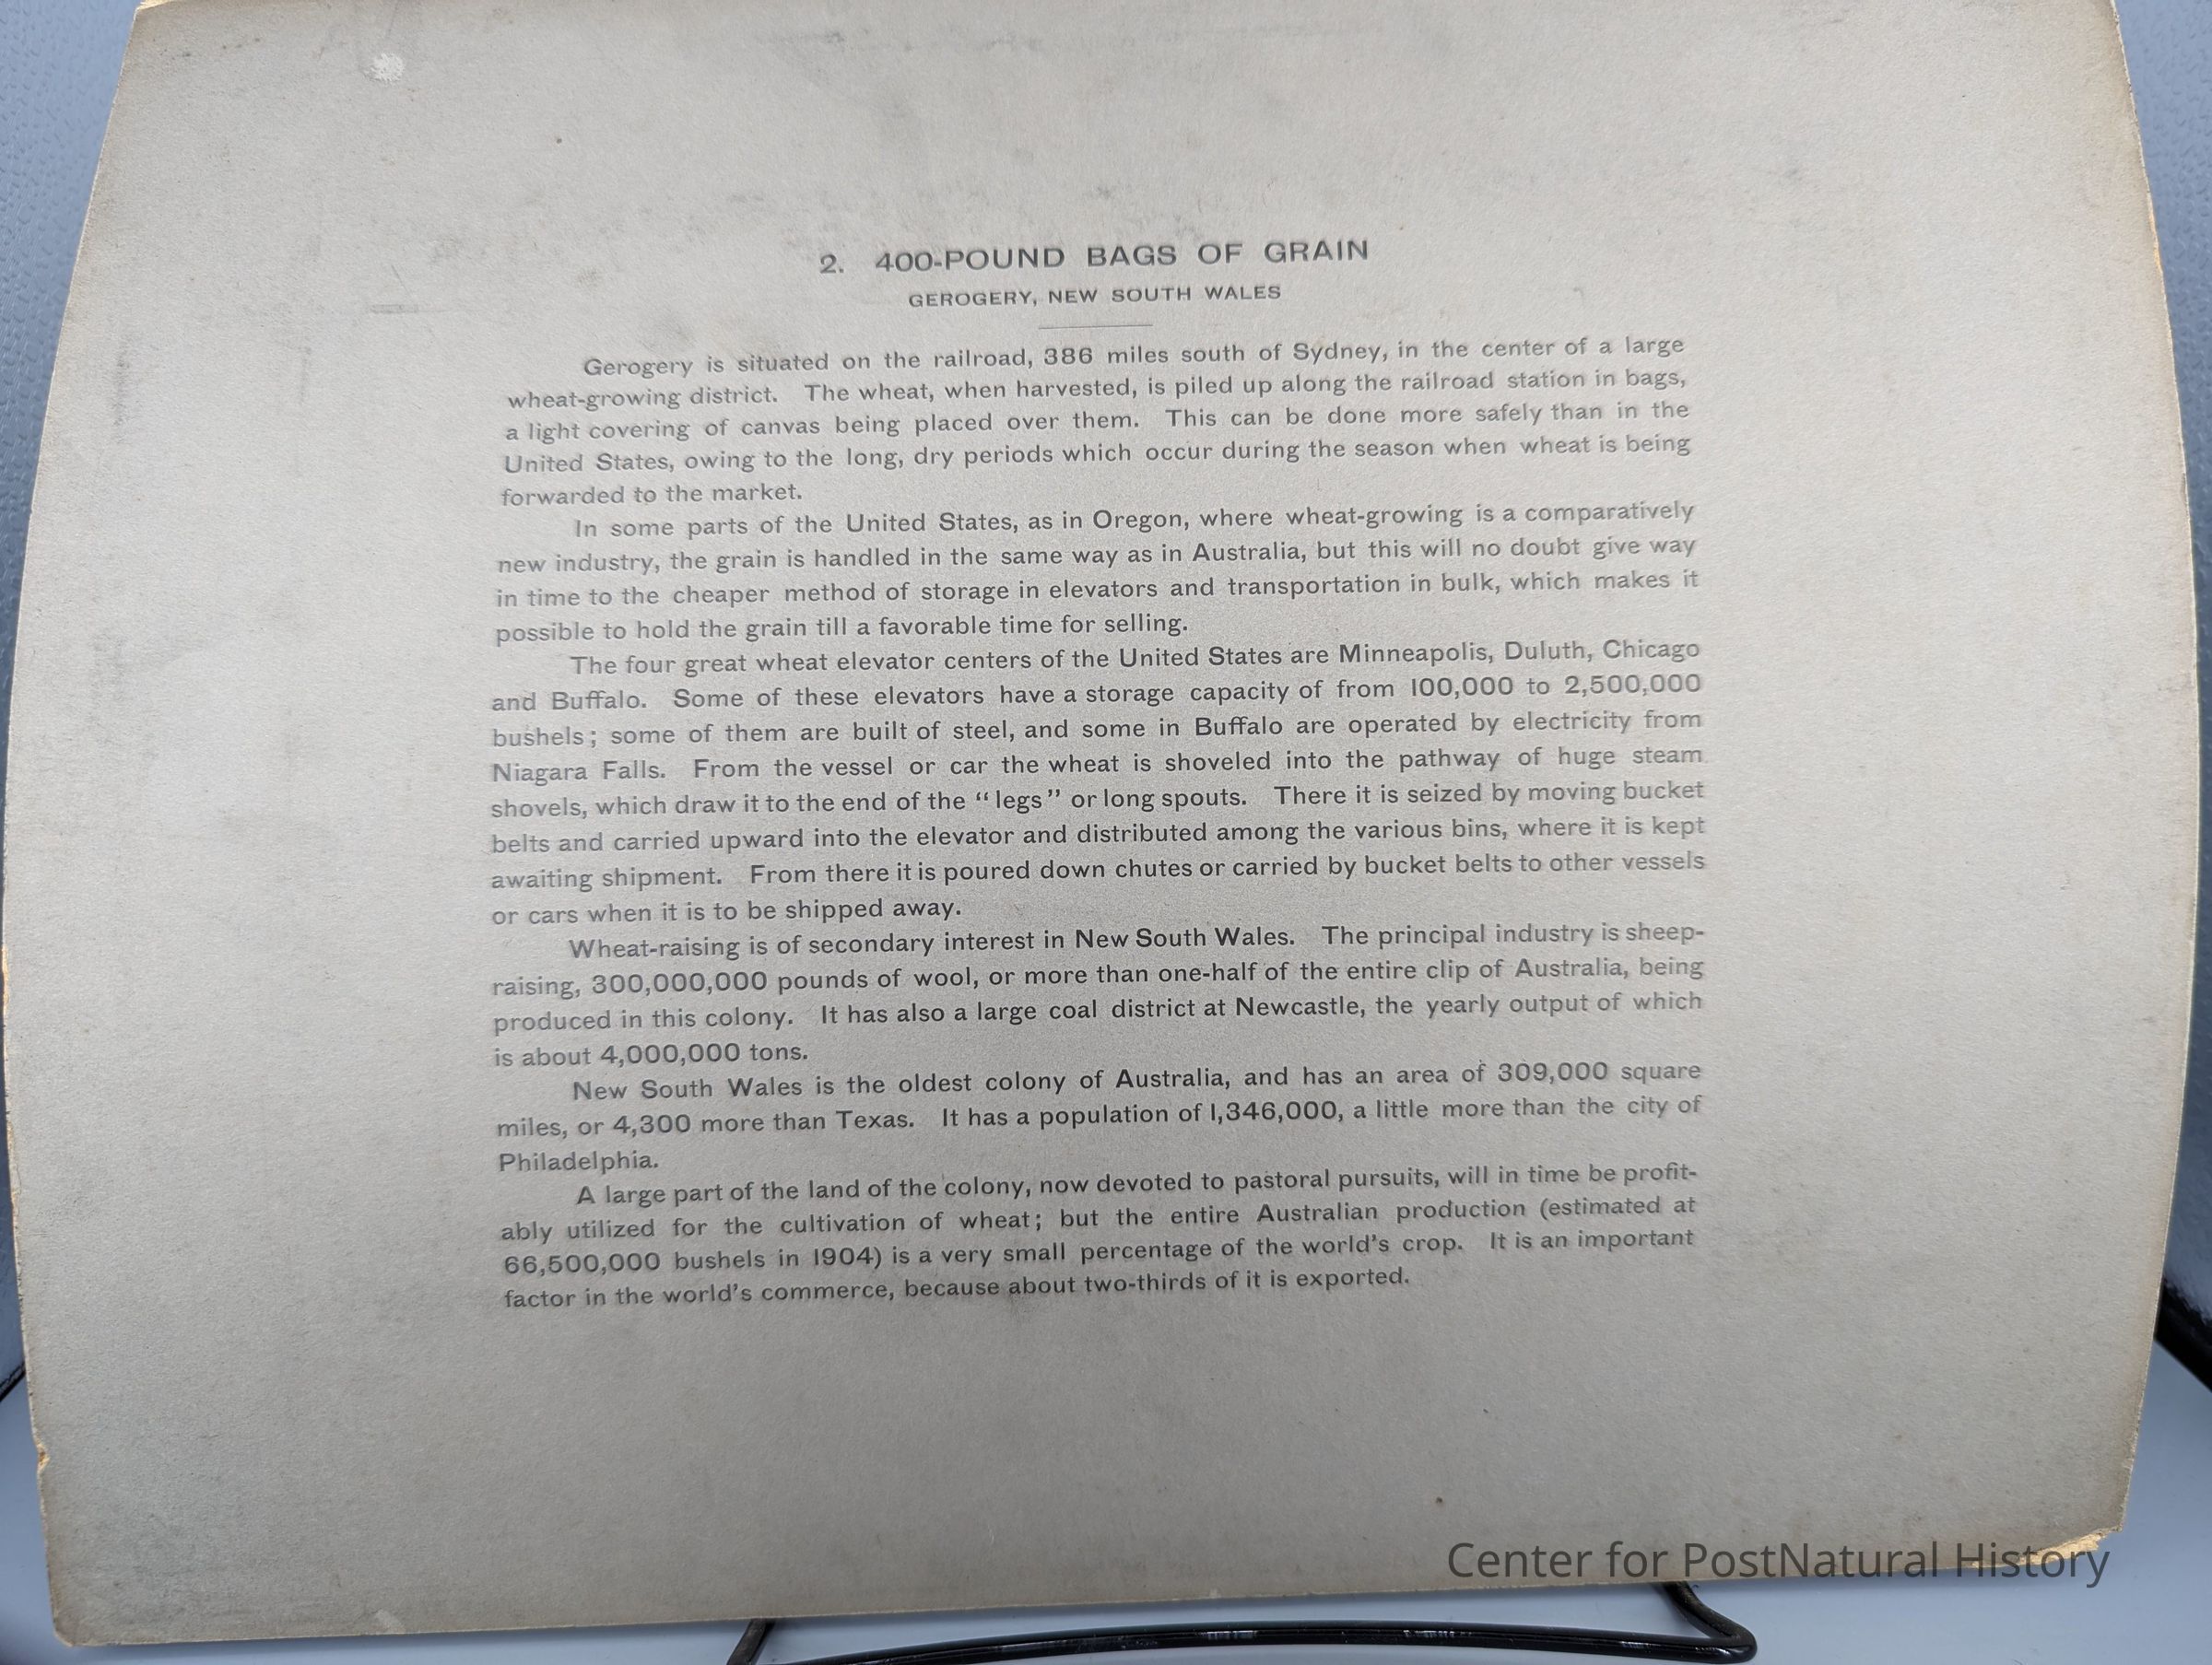 2. 400-POUND BAGS OF GRAIN
GEROGERY, NEW SOUTH WALES
Gerogery is situated on the railroad, 386 miles south of Sydney, in the center of a large
wheat-growing district. The wheat, when harvested, is piled up along the railroad station in bags,
a light covering of canvas being placed over them. This can be done more safely than in the
United States, owing to the long, dry periods which occur during the season when wheat is being
forwarded to the market.
In some parts of the United States, as in Oregon, where wheat-growing is a comparatively
new industry, the grain is handled in the same way as in Australia, but this will no doubt give way
in time to the cheaper method of storage in elevators and transportation in bulk, which makes it
possible to hold the grain till a favorable time for selling.
The four great wheat elevator centers of the United States are Minneapolis, Duluth, Chicago
and Buffalo. Some of these elevators have a storage capacity of from 100,000 to 2,500,000
bushels; some of them are built of steel, and some in Buffalo are operated by electricity from
Niagara Falls. From the vessel or car the wheat is shoveled into the pathway of huge steam
shovels, which draw it to the end of the “legs” or long spouts. There it is seized by moving bucket
belts and carried upward into the elevator and distributed among the various bins, where it is kept
awaiting shipment. From there it is poured down chutes or carried by bucket belts to other vessels
or cars when it is to be shipped away.
Wheat-raising is of secondary interest in New South Wales. The principal industry is sheep-
raising, 300,000,000 pounds of wool, or more than one-half of the entire clip of Australia, being
produced in this colony. It has also a large coal district at Newcastle, the yearly output of which
is about 4,000,000 tons.
New South Wales is the oldest colony of Australia, and has an area of 309,000 square
miles, or 4,300 more than Texas. It has a population of 1,346,000, a little more than the city of
Philadelphia.
A large part of the land of the colony, now devoted to pastoral pursuits, will in time be profit-
ably utilized for the cultivation of wheat; but the entire Australian production (estimated at
66,500,000 bushels in 1904) is a very small percentage of the world's crop. It is an important
factor in the world's commerce, because about two-thirds of it is exported.
Center for PostNatural History